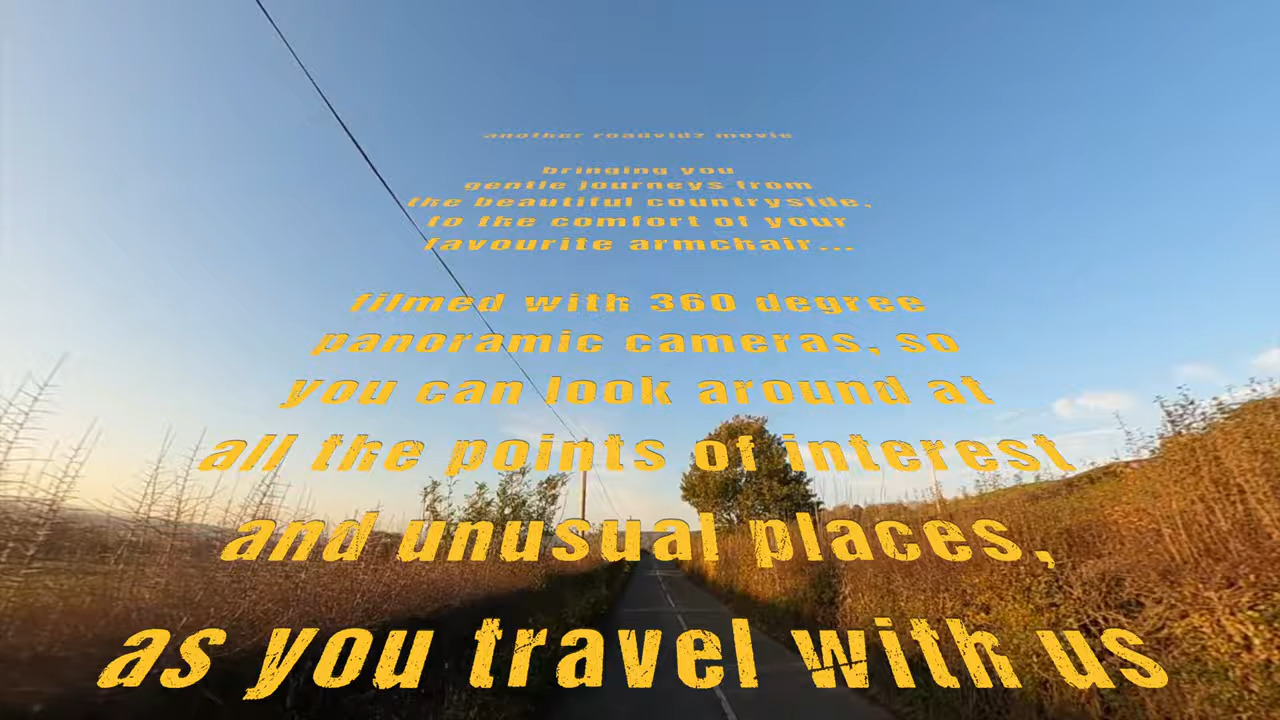 another roadvidz movie
bringing you
gentle journeys from
the beautiful countryside,
to the comfort of your
favourite armchair...
filmed with 360 degree
panoramic cameras, so
you can look around at
all the points of interest
and unusual places,
as you travel with us